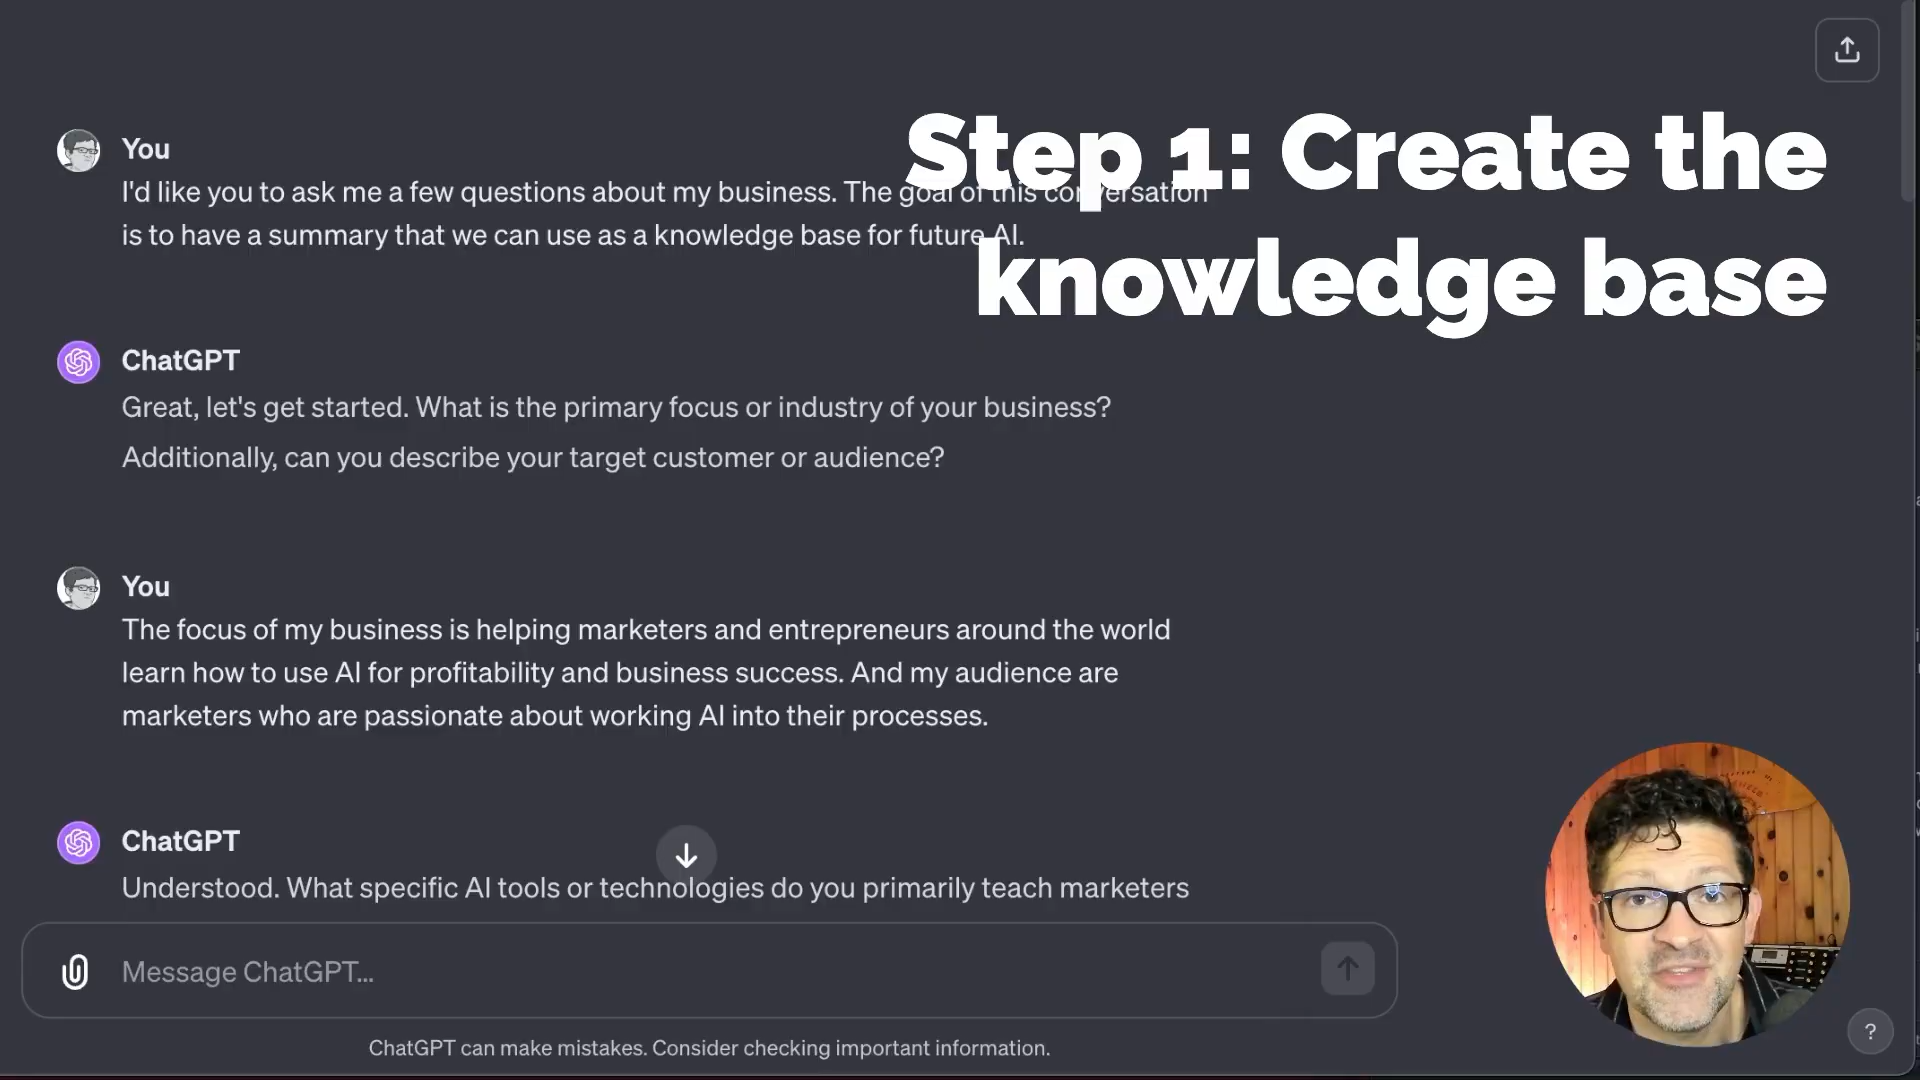 Step 1: Create the
knowledge base
You
I'd like you to ask me a few questions about my business. The goal of this conversation
is to have a summary that we can use as a knowledge base for future AI.
ChatGPT
Great, let's get started. What is the primary focus or industry of your business?
Additionally, can you describe your target customer or audience?
You
The focus of my business is helping marketers and entrepreneurs around the world
learn how to use AI for profitability and business success. And my audience are
marketers who are passionate about working AI into their processes.
ChatGPT
Understood. What specific AI tools or technologies do you primarily teach marketers
Message ChatGPT...
ChatGPT can make mistakes. Consider checking important information.
?